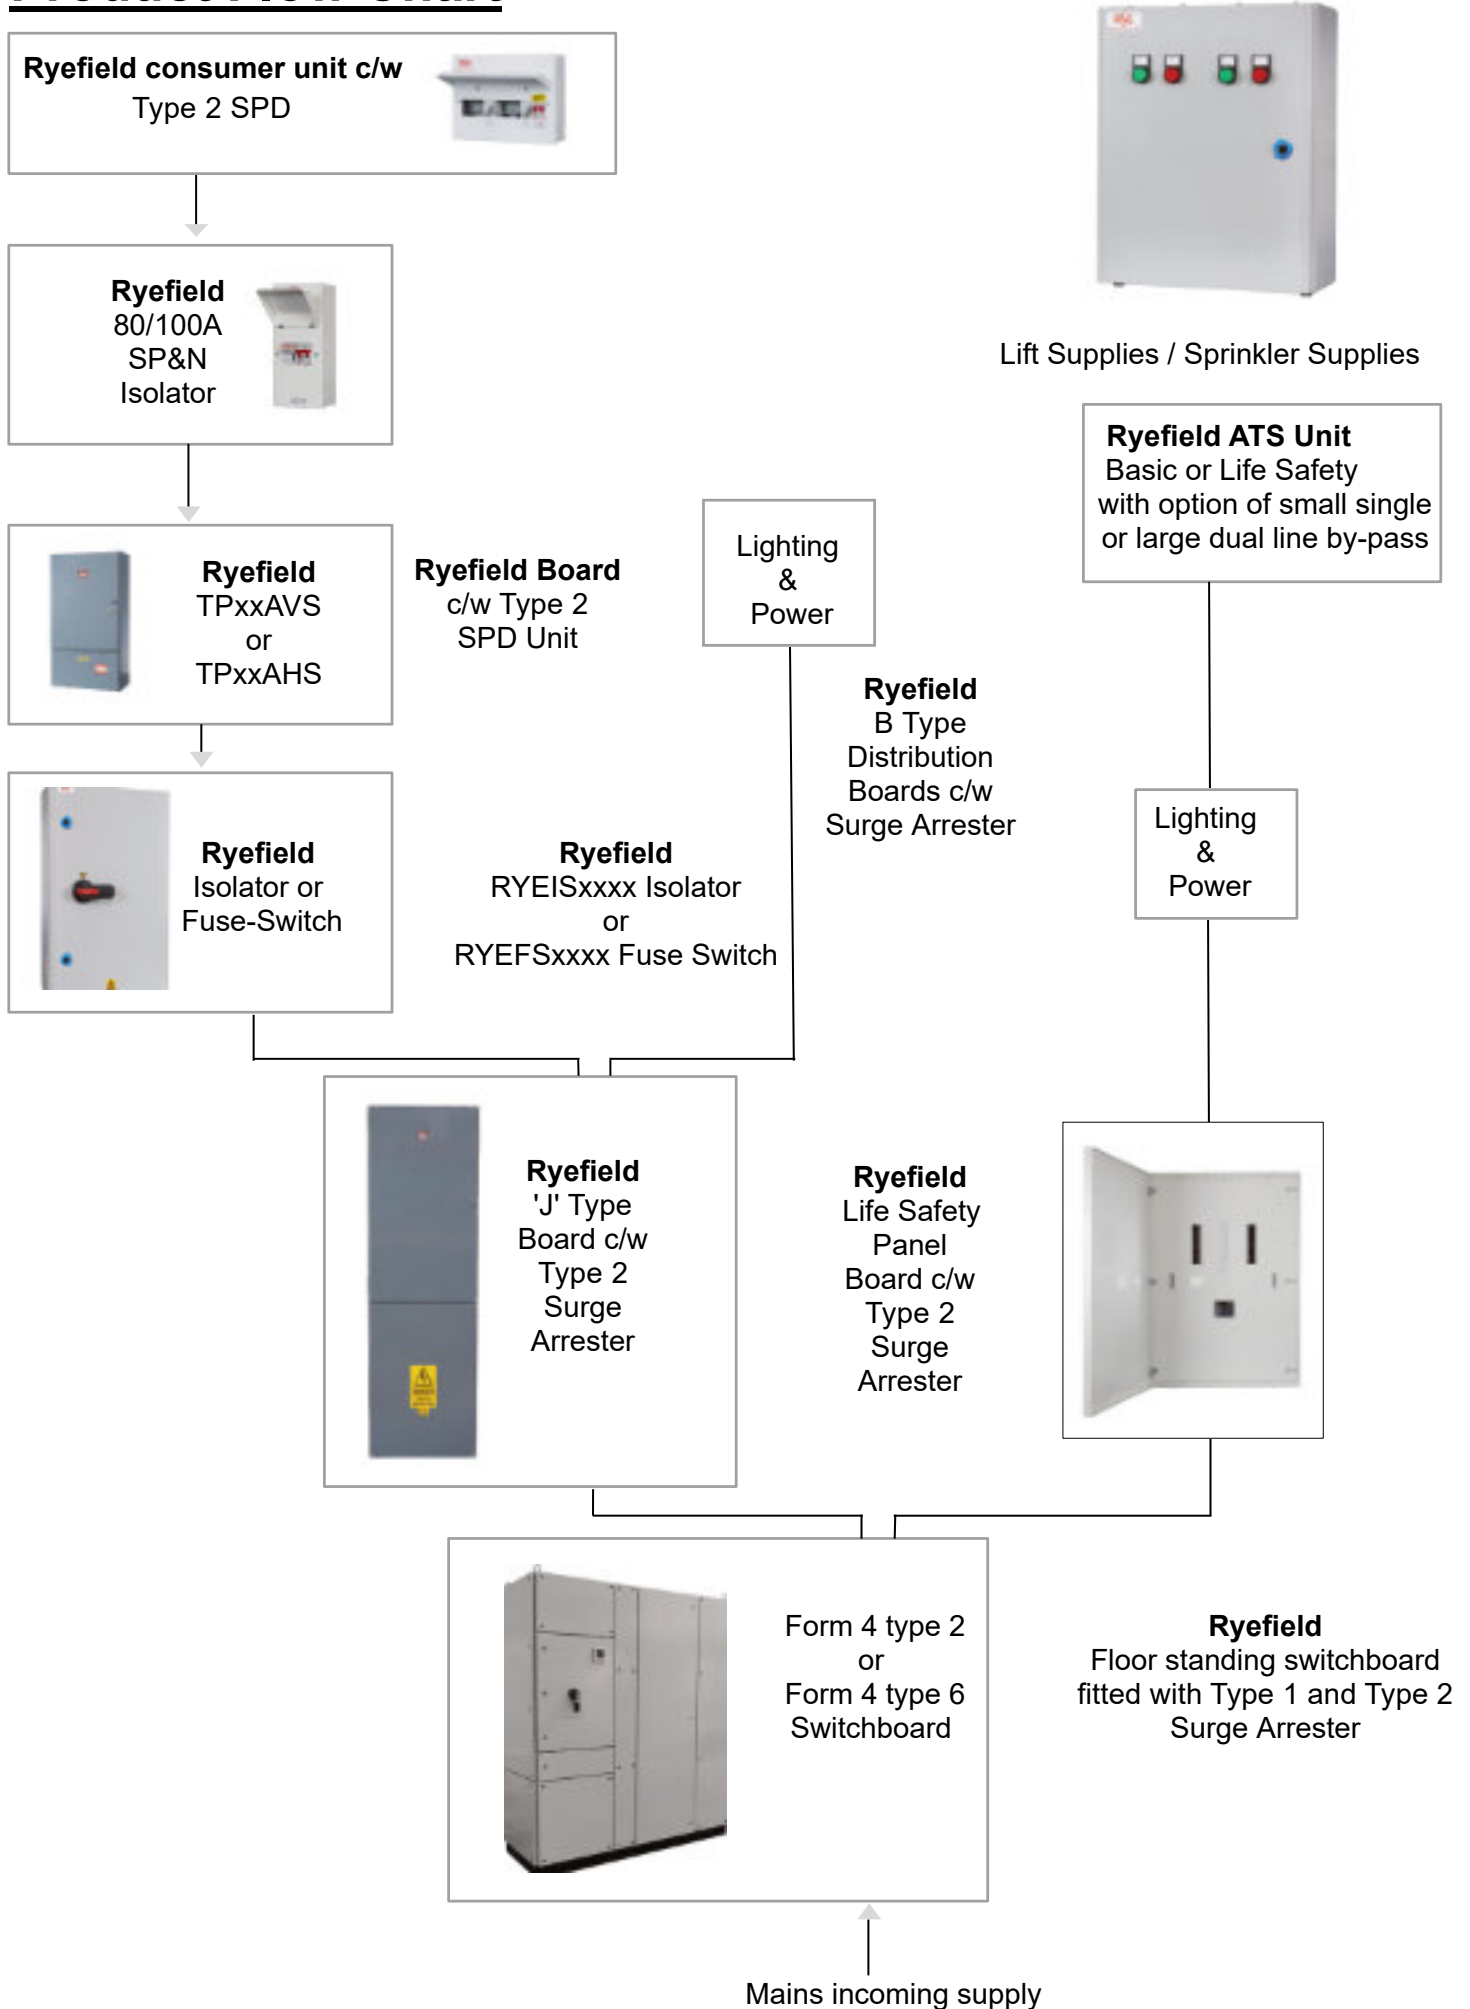 Product Flow Chart
Ryefield consumer unit c/w
Type 2 SPD
Ryefield
80/100A
SP&N
Isolator
Lift Supplies / Sprinkler Supplies
Ryefield ATS Unit
Basic or Life Safety
with option of small single
or large dual line by-pass
Ryefield
TPxxAVS
or
TPxxAHS
Ryefield Board
c/w Type 2
SPD Unit
Lighting
&
Power
Ryefield
B Type
Distribution
Boards c/w
Surge Arrester
Ryefield
Isolator or
Fuse-Switch
Ryefield
RYEISxxxx Isolator
or
RYEFSxxxx Fuse Switch
Lighting
&
Power
Ryefield
'J' Type
Board c/w
Type 2
Surge
Arrester
Ryefield
Life Safety
Panel
Board c/w
Type 2
Surge
Arrester
Form 4 type 2
or
Form 4 type 6
Switchboard
Ryefield
Floor standing switchboard
fitted with Type 1 and Type 2
Surge Arrester
Mains incoming supply